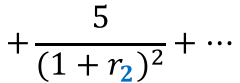 + 5/(1 + r₂)² + ⋯